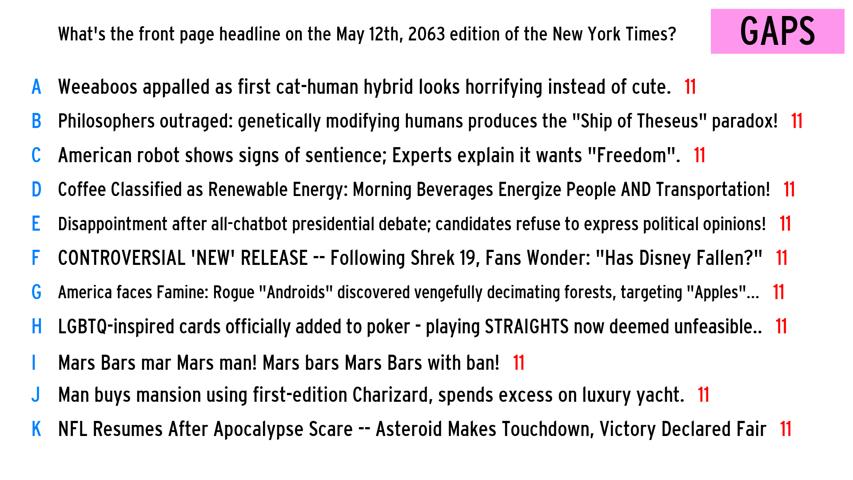 What's the front page headline on the May 12th, 2063 edition of the New York Times?
GAPS
A Weeaboos appalled as first cat-human hybrid looks horrifying instead of cute. 11
B Philosophers outraged: genetically modifying humans produces the "Ship of Theseus" paradox! 11
C American robot shows signs of sentience; Experts explain it wants "Freedom". 11
D Coffee Classified as Renewable Energy: Morning Beverages Energize People AND Transportation! 11
E Disappointment after all-chatbot presidential debate; candidates refuse to express political opinions! 11
F CONTROVERSIAL 'NEW' RELEASE -- Following Shrek 19, Fans Wonder: "Has Disney Fallen?" 11
G America faces Famine: Rogue "Androids" discovered vengefully decimating forests, targeting "Apples"... 11
H LGBTQ-inspired cards officially added to poker - playing STRAIGHTS now deemed unfeasible.. 11
I Mars Bars mar Mars man! Mars bars Mars Bars with ban! 11
J Man buys mansion using first-edition Charizard, spends excess on luxury yacht. 11
K NFL Resumes After Apocalypse Scare -- Asteroid Makes Touchdown, Victory Declared Fair 11